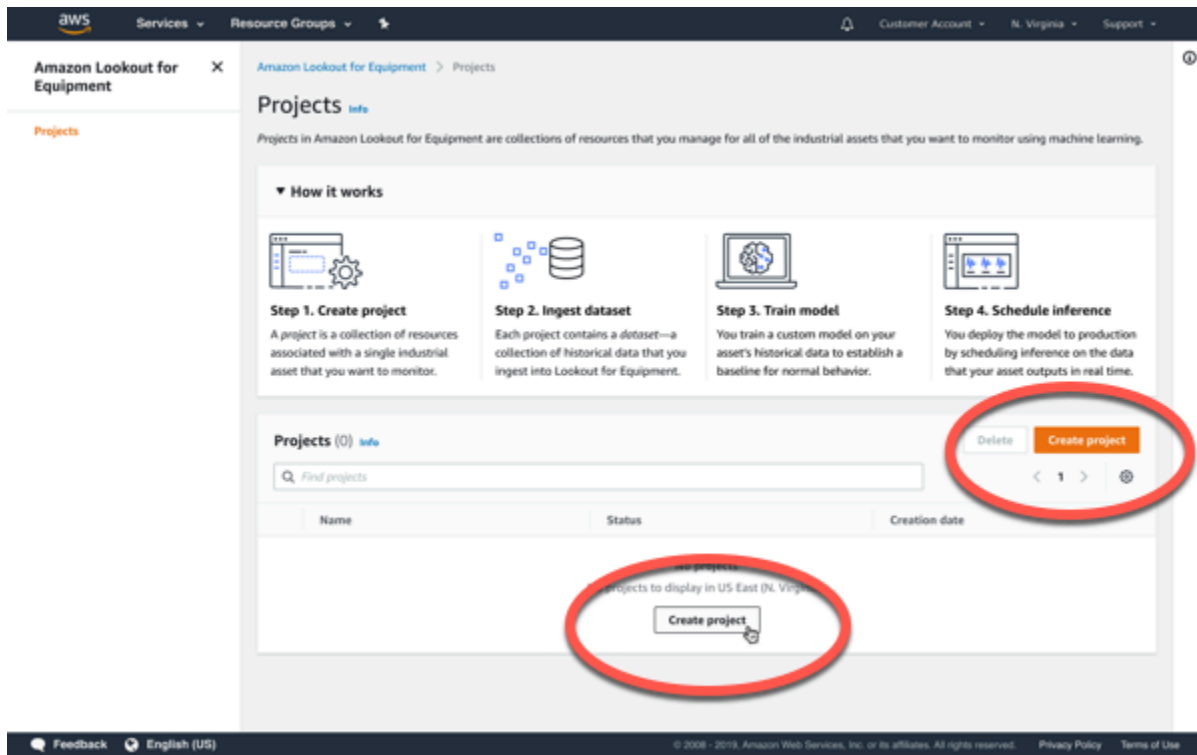 aws Services Resource Groups Customer Account N. Virginia Support
Amazon Lookout for
Equipment
Projects
Amazon Lookout for Equipment > Projects
Projects Info
Projects in Amazon Lookout for Equipment are collections of resources that you manage for all of the industrial assets that you want to monitor using machine learning.
How it works
Step 1. Create project
A project is a collection of resources
associated with a single industrial
asset that you want to monitor.
Step 2. Ingest dataset
Each project contains a dataset—a
collection of historical data that you
ingest into Lookout for Equipment.
Step 3. Train model
You train a custom model on your
asset's historical data to establish a
baseline for normal behavior.
Step 4. Schedule inference
You deploy the model to production
by scheduling inference on the data
that your asset outputs in real time.
Projects (0) Info
Delete Create project
Find projects
< 1 >
Name Status Creation date
projects
projects to display in US East (N.
Create project
Feedback English (US) © 2008 - 2019, Amazon Web Services, Inc. or its affiliates. All rights reserved. Privacy Policy Terms of Use